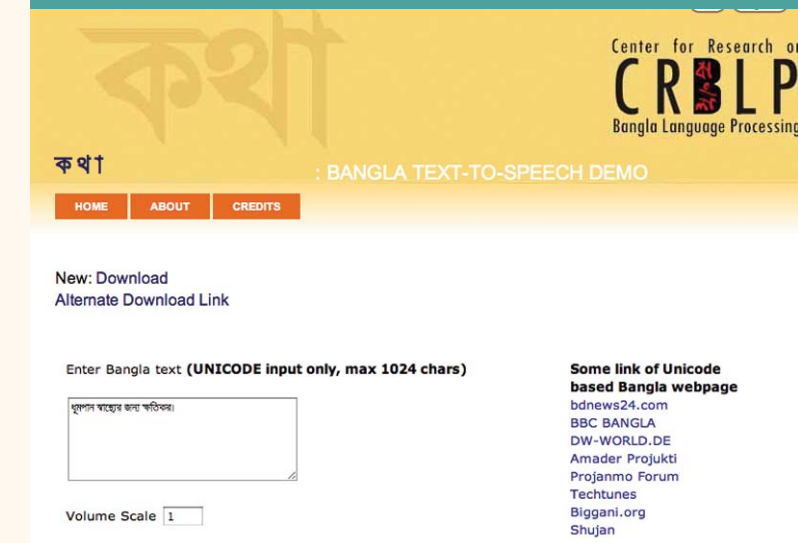 কথা
Center for Research on
CRBLP
Bangla Language Processing
কথা
: BANGLA TEXT-TO-SPEECH DEMO
HOME ABOUT CREDITS
New: Download
Alternate Download Link
Enter Bangla text (UNICODE input only, max 1024 chars)
ধূমপান স্বাস্থ্যের জন্য ক্ষতিকর।
Volume Scale 1
Some link of Unicode
based Bangla webpage
bdnews24.com
BBC BANGLA
DW-WORLD.DE
Amader Projukti
Projanmo Forum
Techtunes
Biggani.org
Shujan